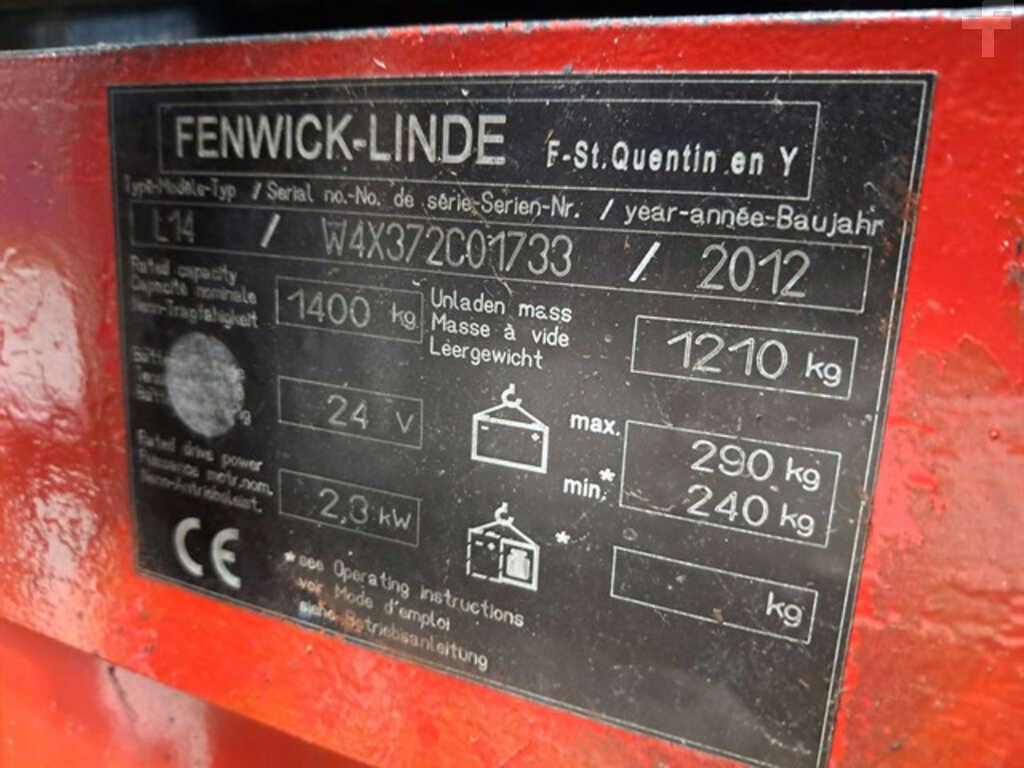 FENWICK-LINDE F-St.Quentin en Y
Type-Modèle-Typ / Serial no.-No. de série-Serien-Nr. / year-année-Baujahr
L14 / W4X372C01733 / 2012
Rated capacity
Capacité nominale
Nenn-Tragfähigkeit
1400 kg
Unladen mass
Masse à vide
Leergewicht
1210 kg
24 V
max. 290 kg
min.* 240 kg
Rated drive power
Puissance motr.nom.
Nenn-Antriebsleist.
2,3 kW
- +
- +
*
kg
CE
*see Operating instructions
voir Mode d'emploi
siehe Betriebsanleitung